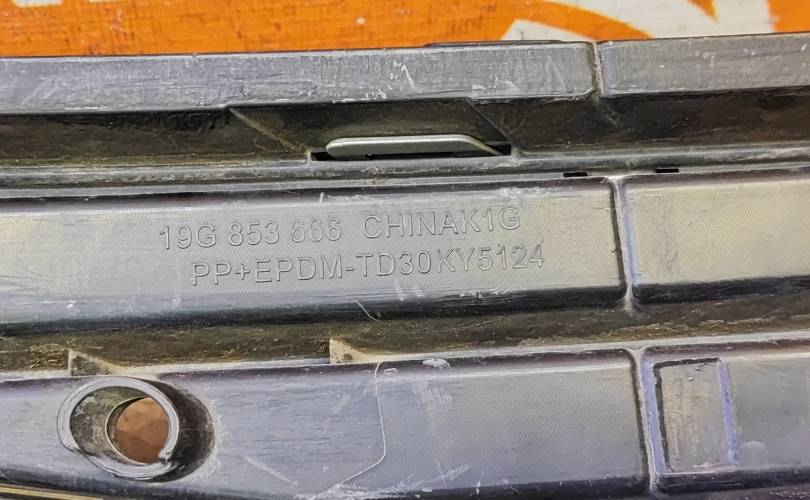 19G 853 666 CHINAK1G
PP+EPDM-TD30KY5124